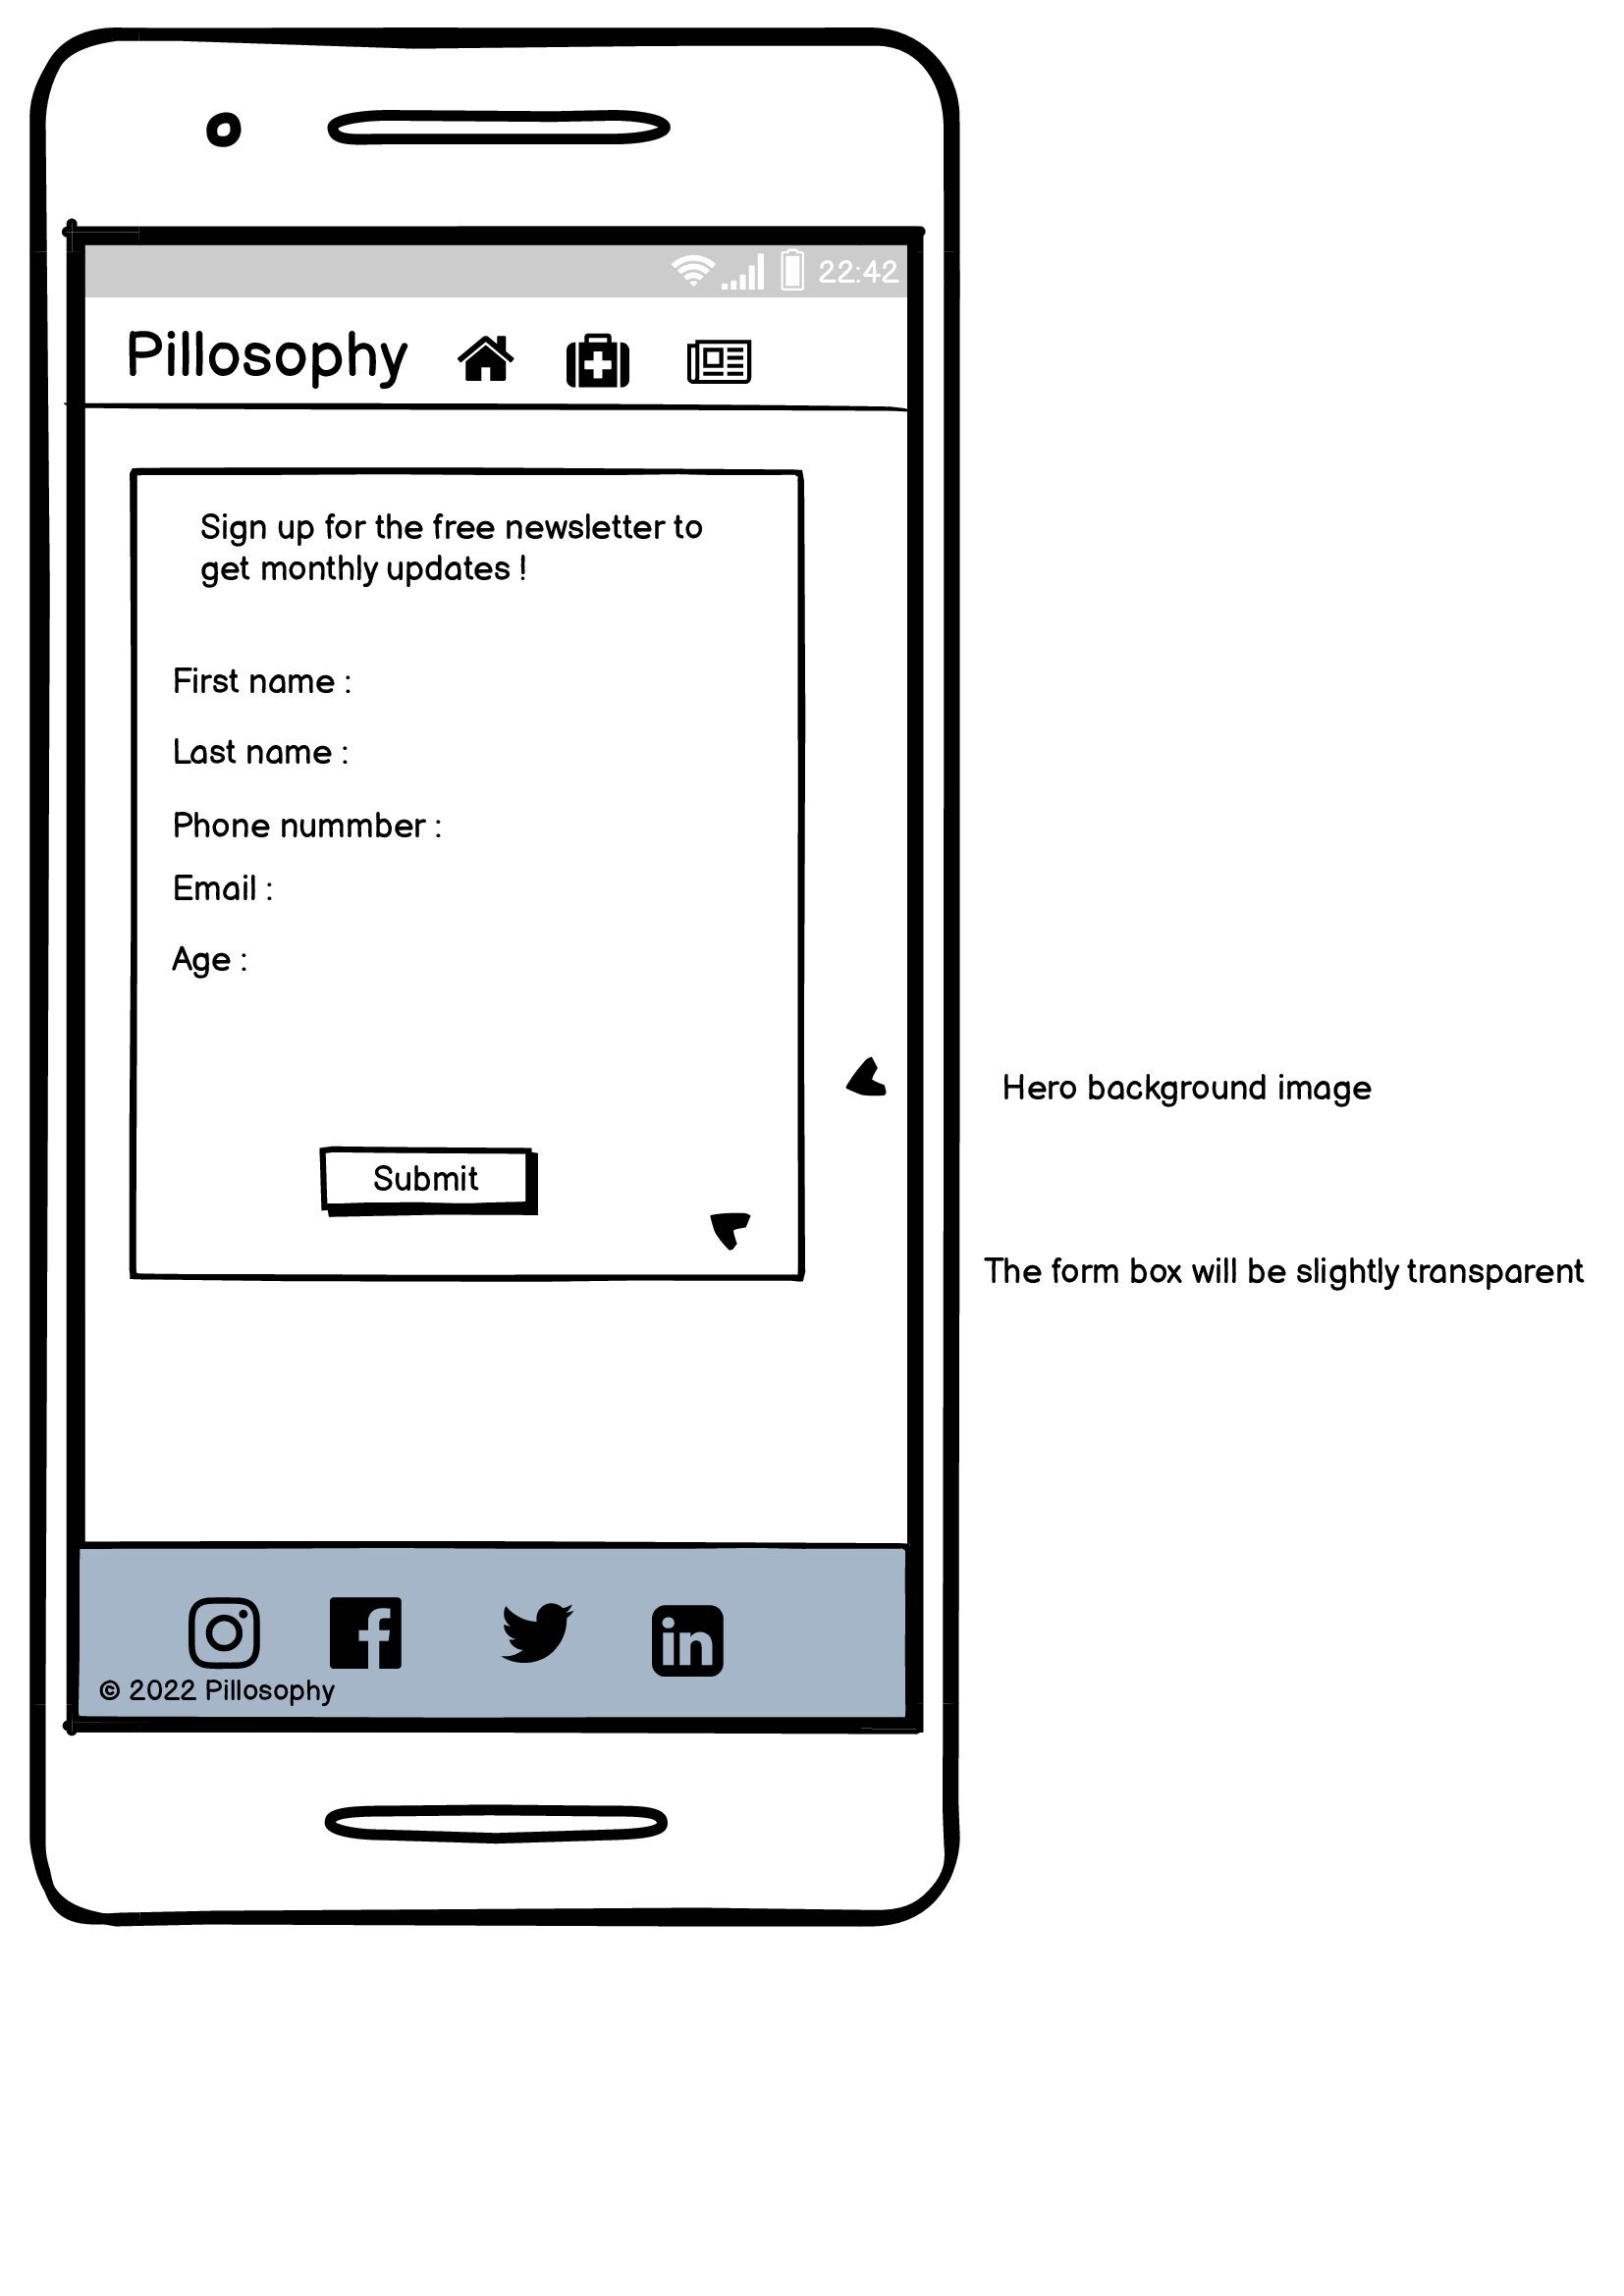 22:42
Pillosophy
Sign up for the free newsletter to
get monthly updates !
First name :
Last name :
Phone nummber :
Email :
Age :
Hero background image
Submit
The form box will be slightly transparent
f
in
© 2022 Pillosophy